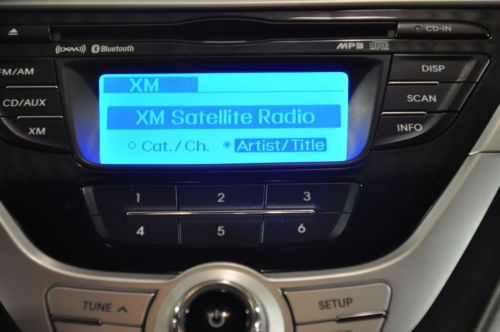 CD-IN
((XM)) Bluetooth MP3
FM/AM XM DISP
CD/AUX XM Satellite Radio SCAN
XM Cat./Ch. Artist/Title INFO
1 2 3
4 5 6
TUNE SETUP